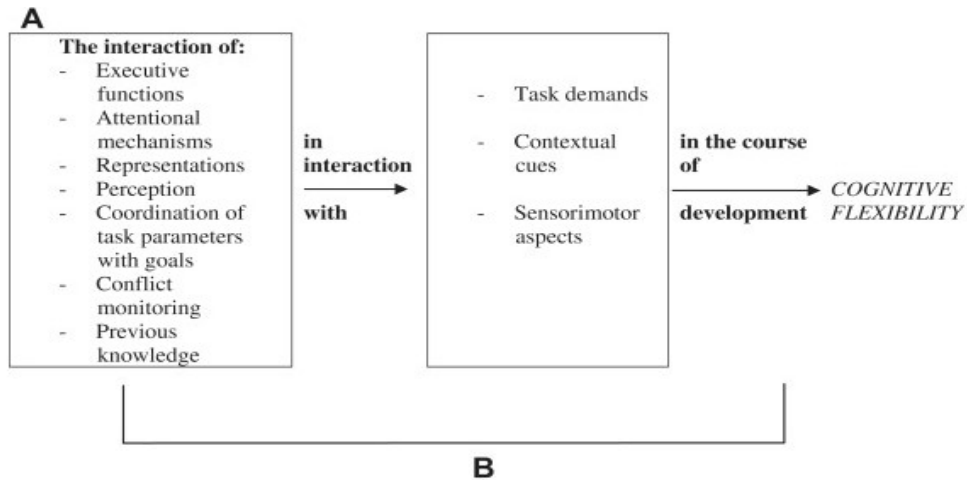 A
The interaction of:
- Executive
functions
- Attentional
mechanisms
- Representations
- Perception
- Coordination of
task parameters
with goals
- Conflict
monitoring
- Previous
knowledge
in
interaction
with
- Task demands
- Contextual
cues
- Sensorimotor
aspects
in the course
of
development
COGNITIVE
FLEXIBILITY
B